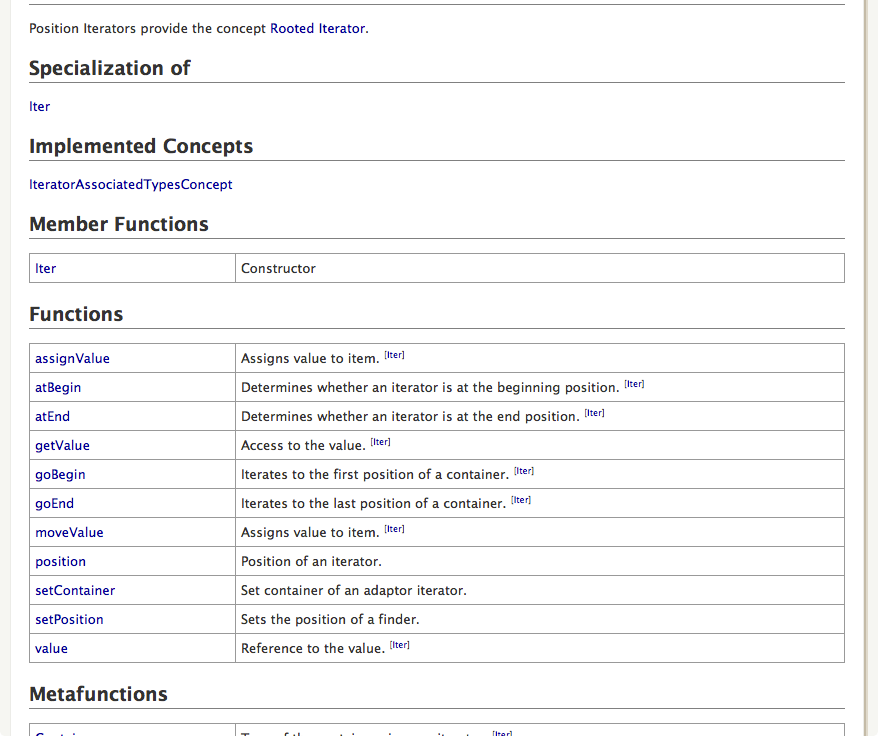 Position Iterators provide the concept Rooted Iterator.
Specialization of
Iter
Implemented Concepts
IteratorAssociatedTypesConcept
Member Functions
Iter Constructor
Functions
assignValue Assigns value to item. [Iter]
atBegin Determines whether an iterator is at the beginning position. [Iter]
atEnd Determines whether an iterator is at the end position. [Iter]
getValue Access to the value. [Iter]
goBegin Iterates to the first position of a container. [Iter]
goEnd Iterates to the last position of a container. [Iter]
moveValue Assigns value to item. [Iter]
position Position of an iterator.
setContainer Set container of an adaptor iterator.
setPosition Sets the position of a finder.
value Reference to the value. [Iter]
Metafunctions